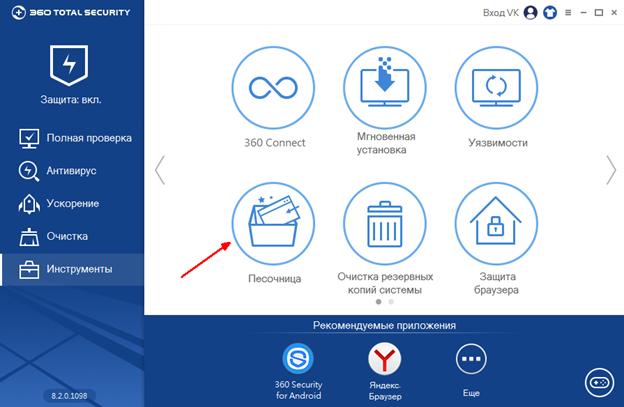 360 TOTAL SECURITY
Вход VK
Защита: вкл.
Полная проверка
Антивирус
Ускорение
Очистка
Инструменты
8.2.0.1098
360 Connect
Мгновенная
установка
Уязвимости
Песочница
Очистка резервных
копий системы
Защита
браузера
Рекомендуемые приложения
360 Security
for Android
Яндекс.
Браузер
Еще